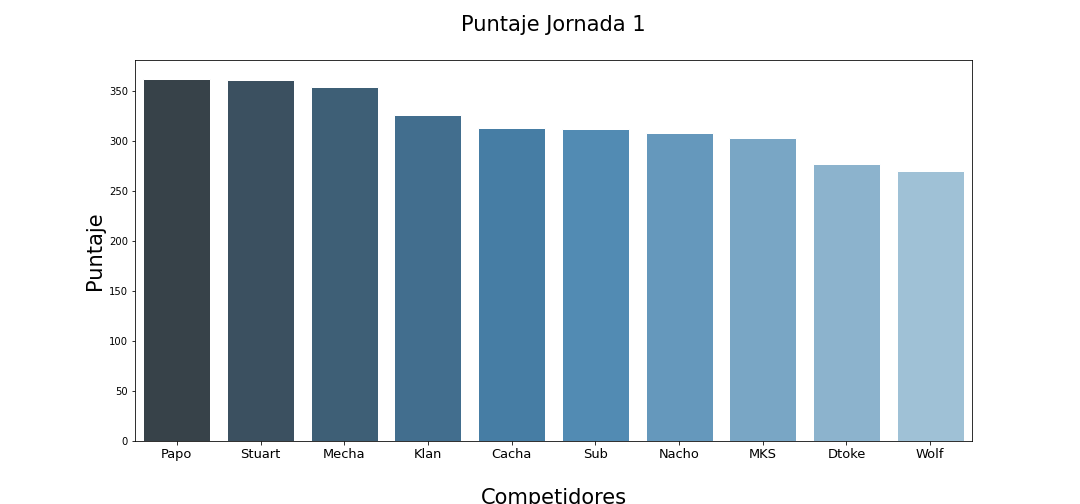 Puntaje Jornada 1
Puntaje
350
300
250
200
150
100
50
0
Papo Stuart Mecha Klan Cacha Sub Nacho MKS Dtoke Wolf
Competidores